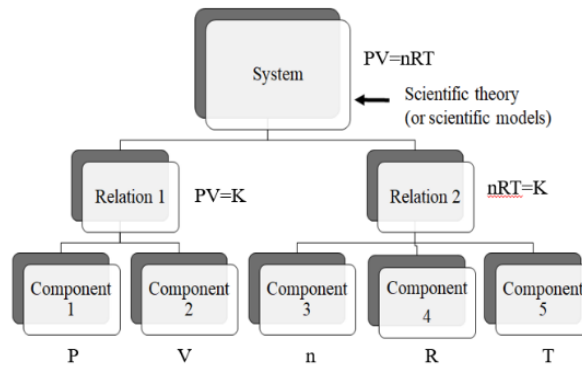 PV=nRT
System
Scientific theory
(or scientific models)
Relation 1
PV=K
Relation 2
nRT=K
Component
1
Component
2
Component
3
Component
4
Component
5
P
V
n
R
T